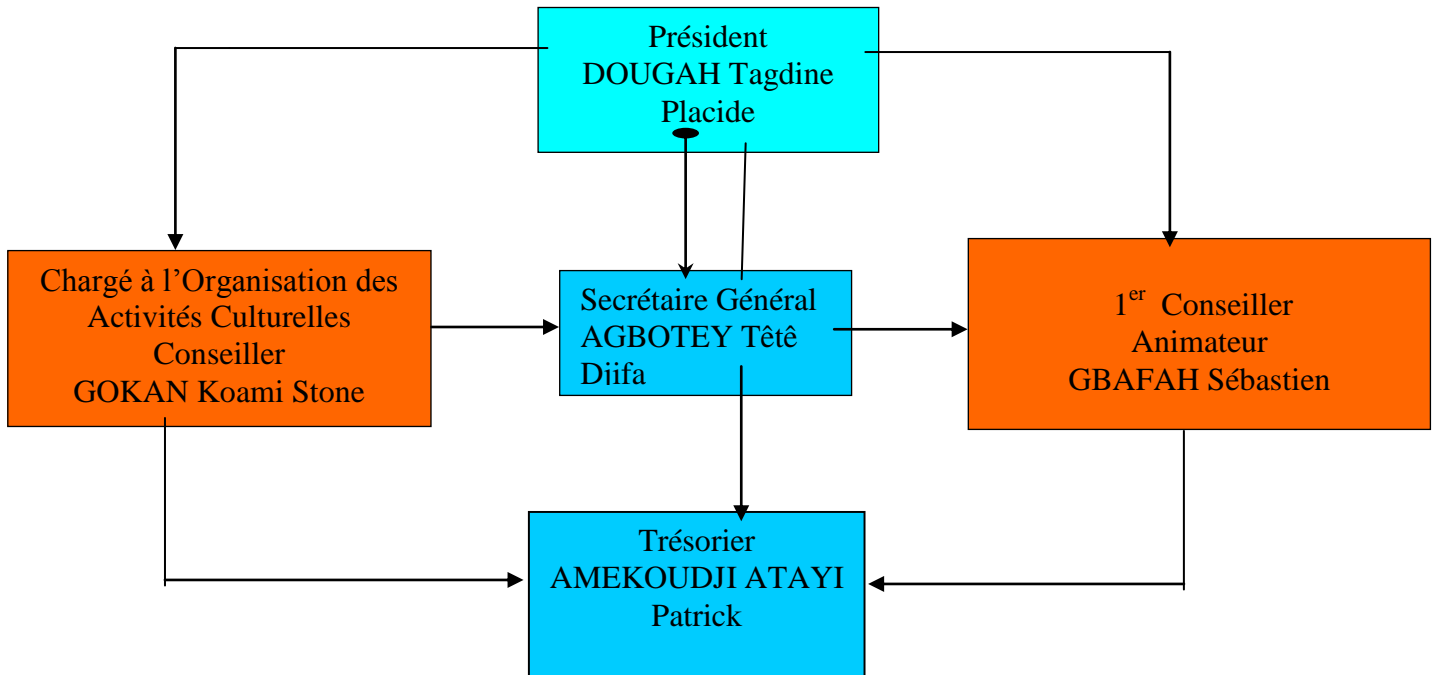 Président
DOUGAH Tagdine
Placide
Chargé à l'Organisation des
Activités Culturelles
Conseiller
GOKAN Koami Stone
Secrétaire Général
AGBOTEY Têtê
Djifa
1er Conseiller
Animateur
GBAFAH Sébastien
Trésorier
AMEKOUDJI ATAYI
Patrick